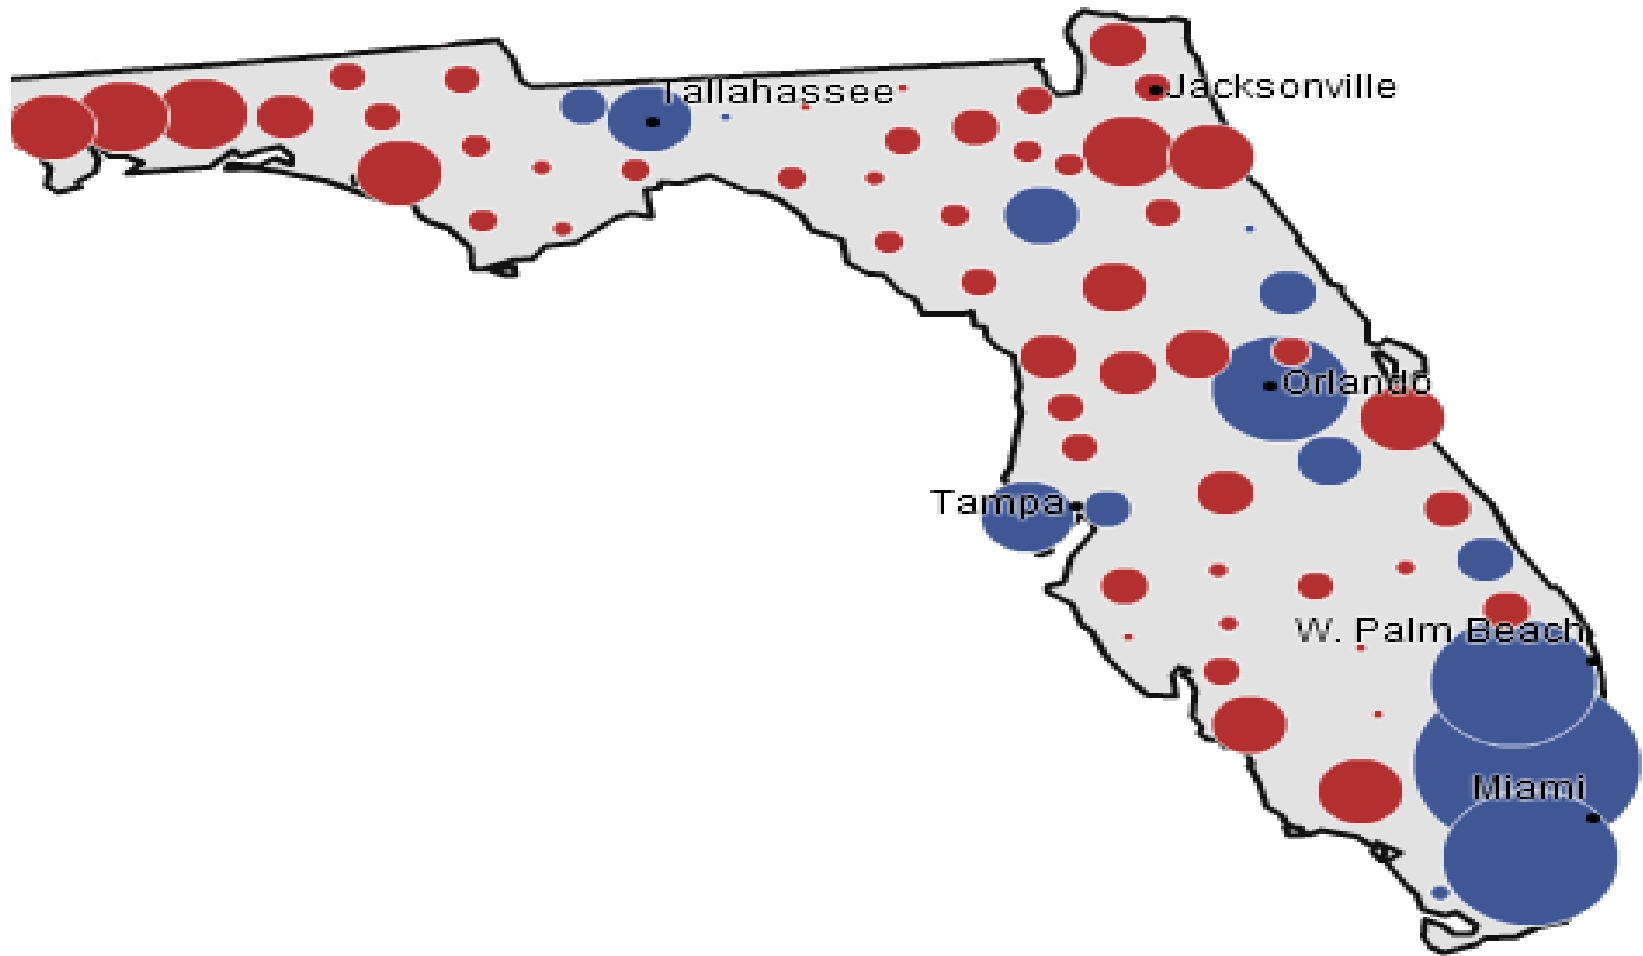 Tallahassee
Jacksonville
Orlando
Tampa
W. Palm Beach
Miami